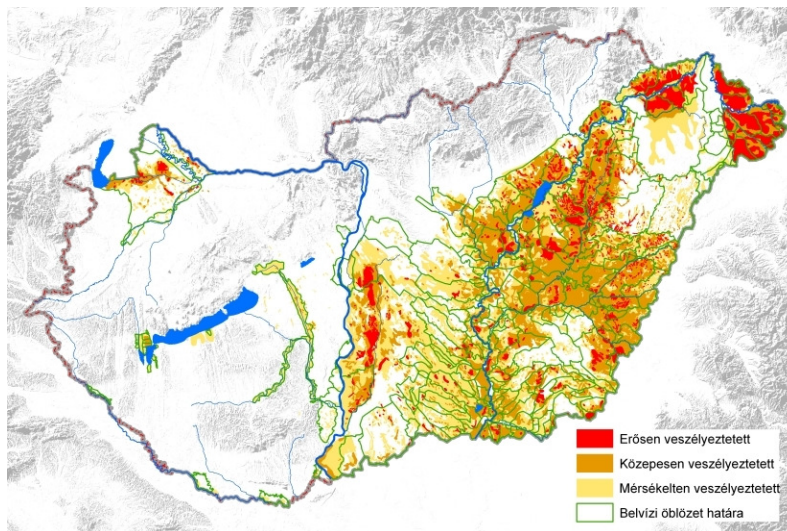 Erősen veszélyeztetett
Közepesen veszélyeztetett
Mérsékelten veszélyeztetett
Belvízi öblözet határa